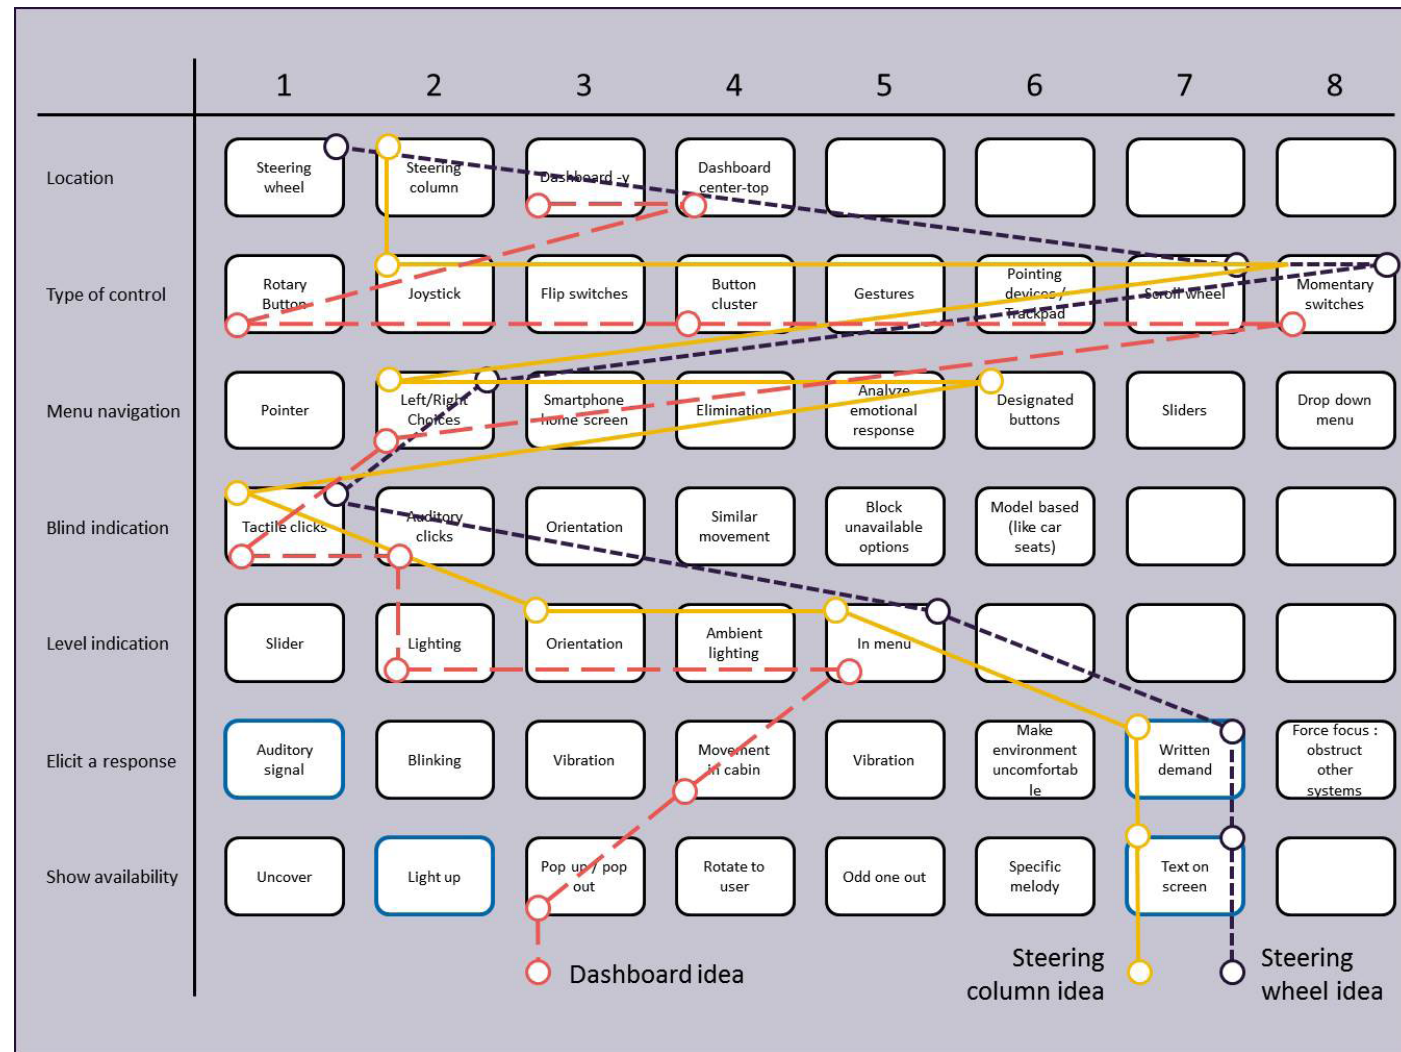 1 2 3 4 5 6 7 8
Location
Steering
wheel
Steering
column
Dashboard -y
Dashboard
center-top
Type of control
Rotary
Button
Joystick
Flip switches
Button
cluster
Gestures
Pointing
devices /
Trackpad
Scroll wheel
Momentary
switches
Menu navigation
Pointer
Left/Right
Choices
Smartphone
home screen
Elimination
Analyze
emotional
response
Designated
buttons
Sliders
Drop down
menu
Blind indication
Tactile clicks
Auditory
clicks
Orientation
Similar
movement
Block
unavailable
options
Model based
(like car
seats)
Level indication
Slider
Lighting
Orientation
Ambient
lighting
In menu
Elicit a response
Auditory
signal
Blinking
Vibration
Movement
in cabin
Vibration
Make
environment
uncomfortab
le
Written
demand
Force focus :
obstruct
other
systems
Show availability
Uncover
Light up
Pop up / pop
out
Rotate to
user
Odd one out
Specific
melody
Text on
screen
Dashboard idea
Steering
column idea
Steering
wheel idea